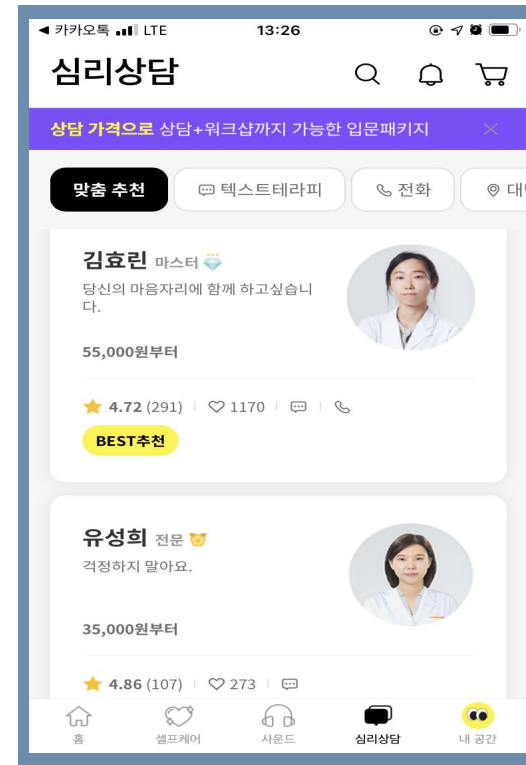 ◀ 카카오톡 LTE 13:26
심리상담
상담 가격으로 상담+워크샵까지 가능한 입문패키지
맞춤 추천 텍스트테라피 전화
김효린 마스터
당신의 마음자리에 함께 하고싶습니
다.
55,000원부터
4.72 (291) 1170
BEST추천
유성희 전문
걱정하지 말아요.
35,000원부터
4.86 (107) 273
홈 셀프케어 사운드 심리상담 내 공간